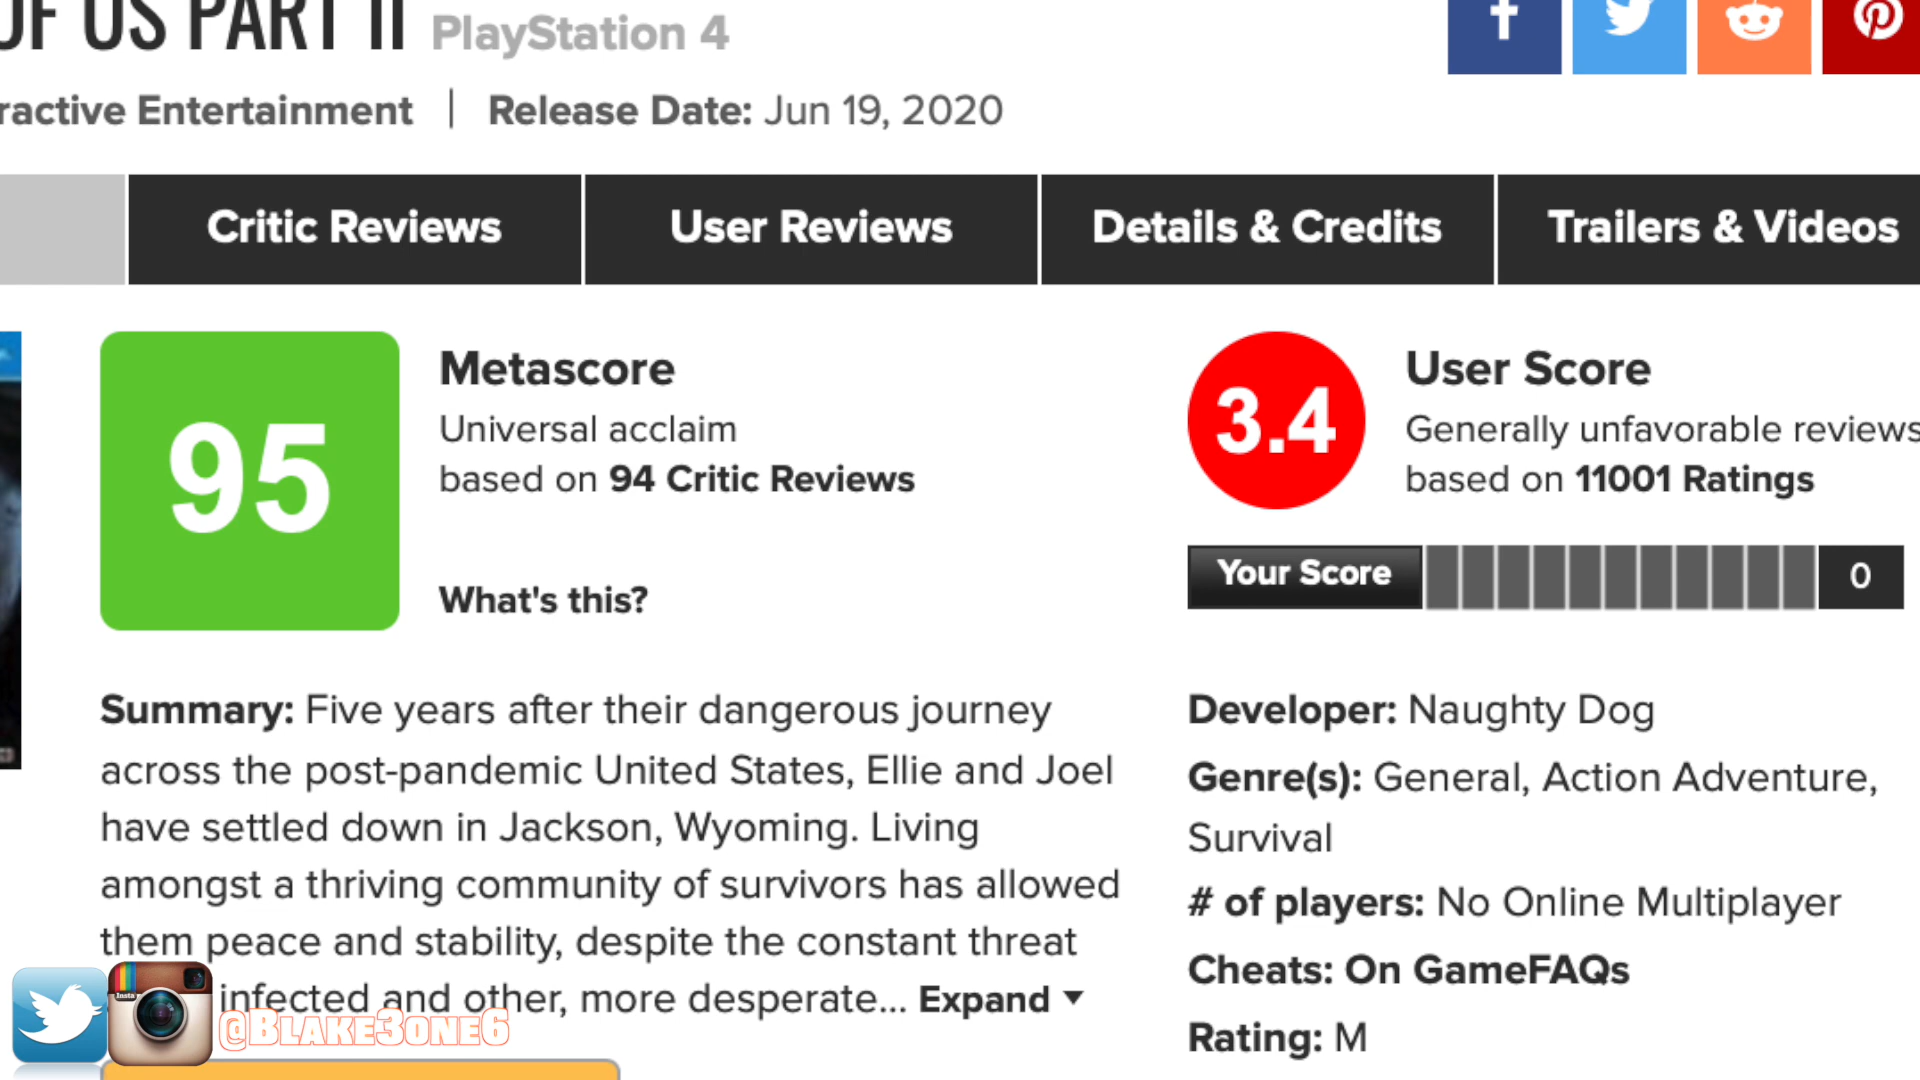 OF US PART II PlayStation 4
ractive Entertainment | Release Date: Jun 19, 2020
Critic Reviews User Reviews Details & Credits Trailers & Videos
95 Metascore
Universal acclaim
based on 94 Critic Reviews
What's this?
3.4 User Score
Generally unfavorable reviews
based on 11001 Ratings
Your Score 0
Summary: Five years after their dangerous journey
across the post-pandemic United States, Ellie and Joel
have settled down in Jackson, Wyoming. Living
amongst a thriving community of survivors has allowed
them peace and stability, despite the constant threat
infected and other, more desperate... Expand
Developer: Naughty Dog
Genre(s): General, Action Adventure,
Survival
# of players: No Online Multiplayer
Cheats: On GameFAQs
Rating: M
Insta
@BLAKE3ONE6